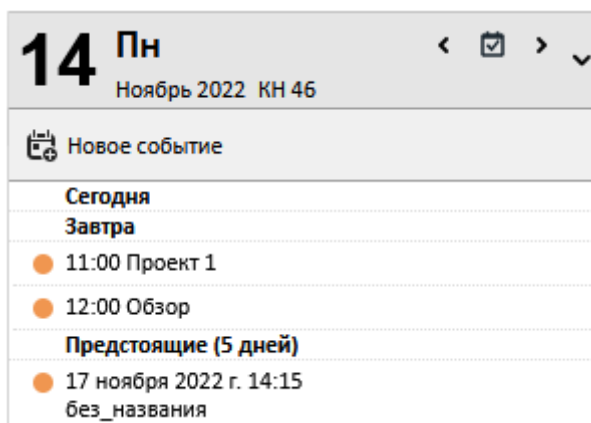 14 Пн
Ноябрь 2022 КН 46
Новое событие
Сегодня
Завтра
11:00 Проект 1
12:00 Обзор
Предстоящие (5 дней)
17 ноября 2022 г. 14:15
без_названия